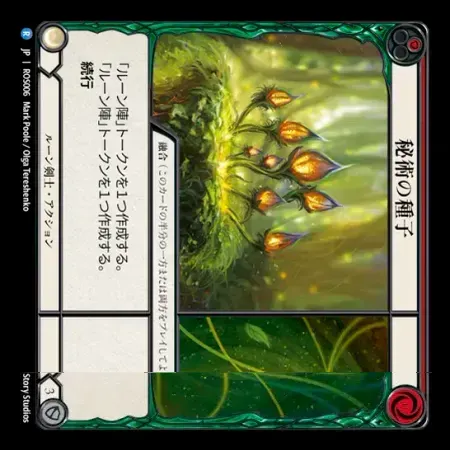 秘術の種子
融合(このカードの半分の一方または両方をプレイしてよ
「ルーン陣」トークンを1つ作成する。
「ルーン陣」トークンを1つ作成する。
続行
ルーン剣士・アクション
3
R JP | ROS006 Mark Poole / Olga Tereshenko
Story Studios